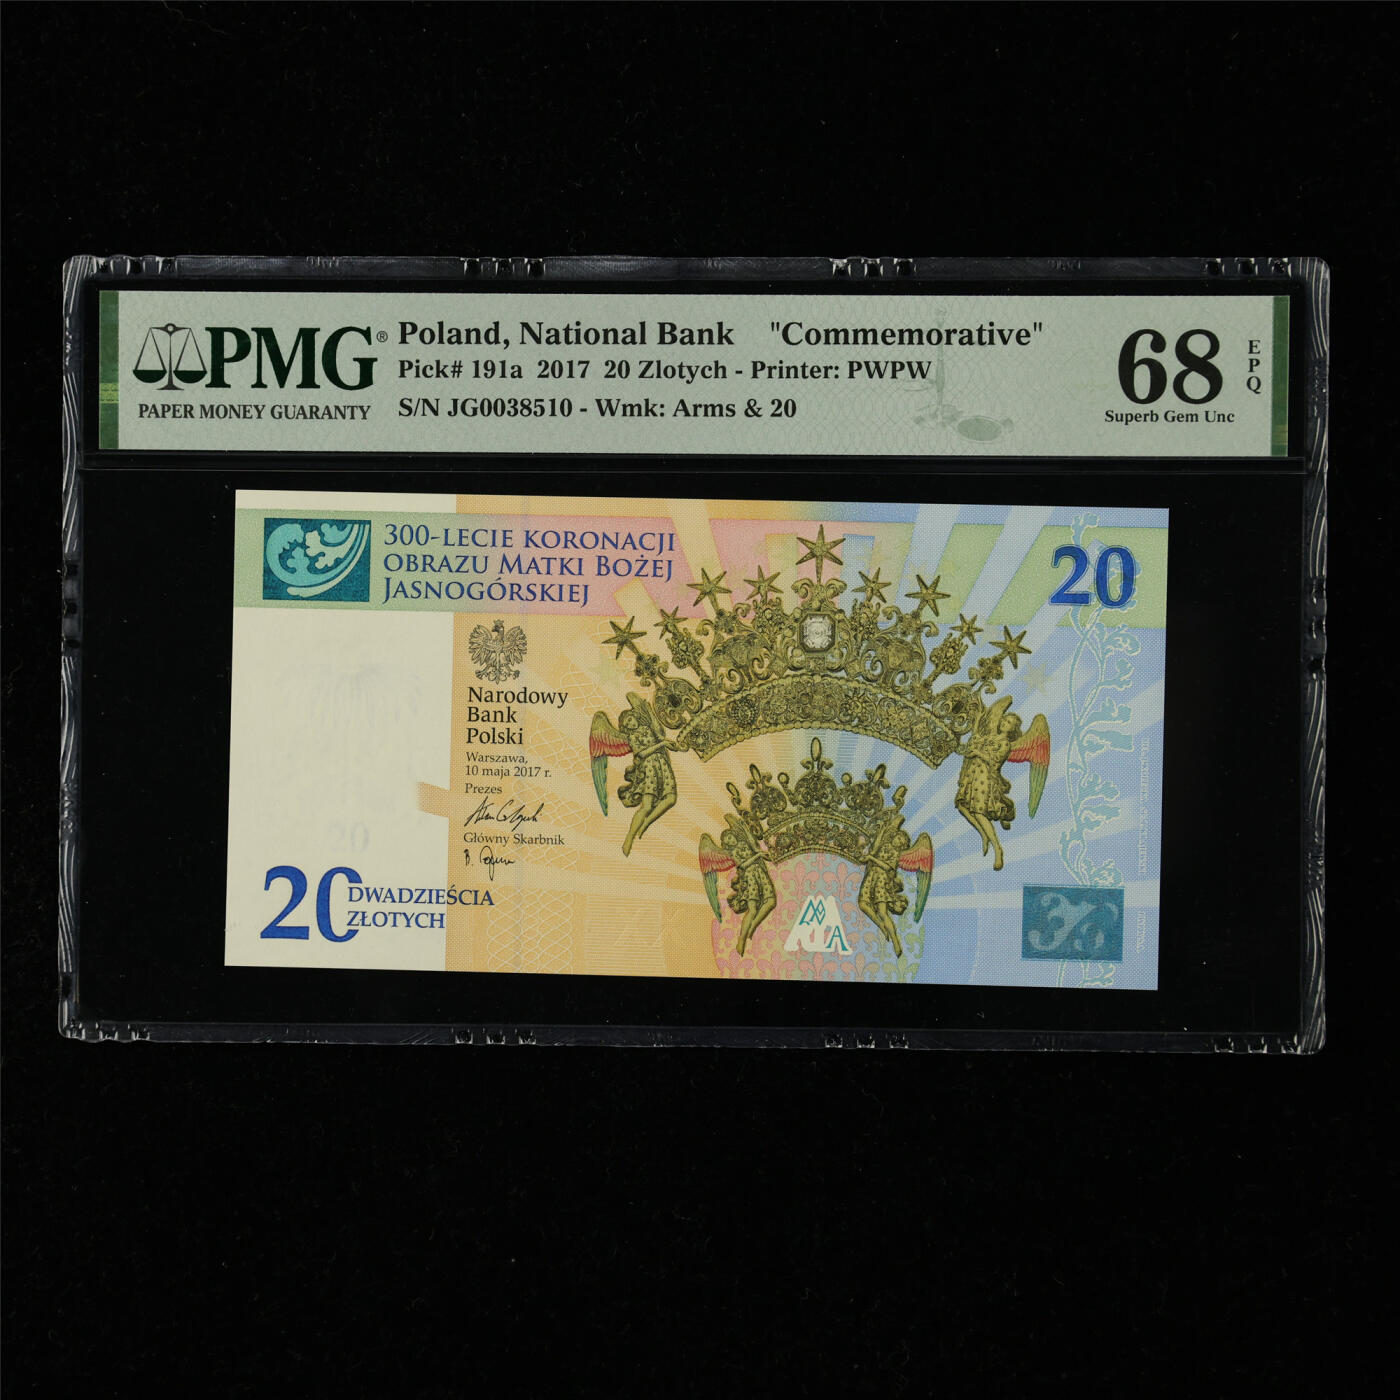 PMG®
PAPER MONEY GUARANTY
Poland, National Bank "Commemorative"
Pick# 191a 2017 20 Zlotych - Printer: PWPW
S/N JG0038510 - Wmk: Arms & 20
68
EPQ
Superb Gem Unc
300-LECIE KORONACJI
OBRAZU MATKI BOŻEJ
JASNOGÓRSKIEJ
20
Narodowy
Bank
Polski
Warszawa,
10 maja 2017 r.
Prezes
Główny Skarbnik
20
20 DWADZIEŚCIA
ZŁOTYCH